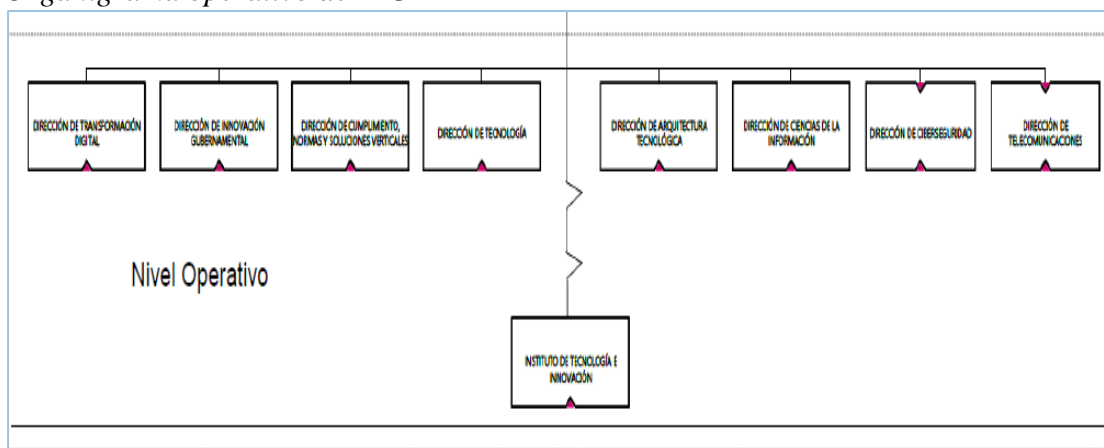 DIRECCIÓN DE TRANSFORMACIÓN
DIGITAL
DIRECCIÓN DE INNOVACIÓN
GUBERNAMENTAL
DIRECCIÓN DE CUMPLIMIENTO,
NORMAS Y SOLUCIONES VERTICALES
DIRECCIÓN DE TECNOLOGÍA
DIRECCIÓN DE ARQUITECTURA
TECNOLÓGICA
DIRECCIÓN DE CIENCIAS DE LA
INFORMACIÓN
DIRECCIÓN DE CIBERSEGURIDAD
DIRECCIÓN DE
TELECOMUNICACIONES
Nivel Operativo
INSTITUTO DE TECNOLOGÍA E
INNOVACIÓN